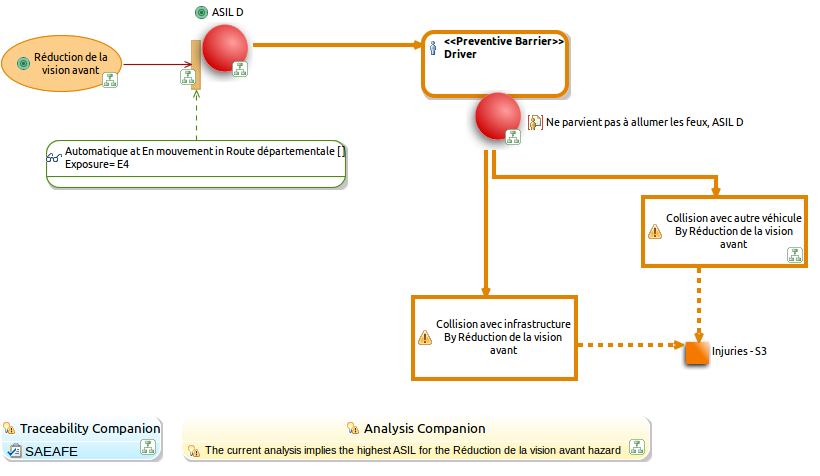 ASIL D
Réduction de la
vision avant
<<Preventive Barrier>>
Driver
Ne parvient pas à allumer les feux, ASIL D
Automatique at En mouvement in Route départementale []
Exposure= E4
Collision avec autre véhicule
By Réduction de la vision
avant
Collision avec infrastructure
By Réduction de la vision
avant
Injuries - S3
Traceability Companion
SAEAFE
Analysis Companion
The current analysis implies the highest ASIL for the Réduction de la vision avant hazard